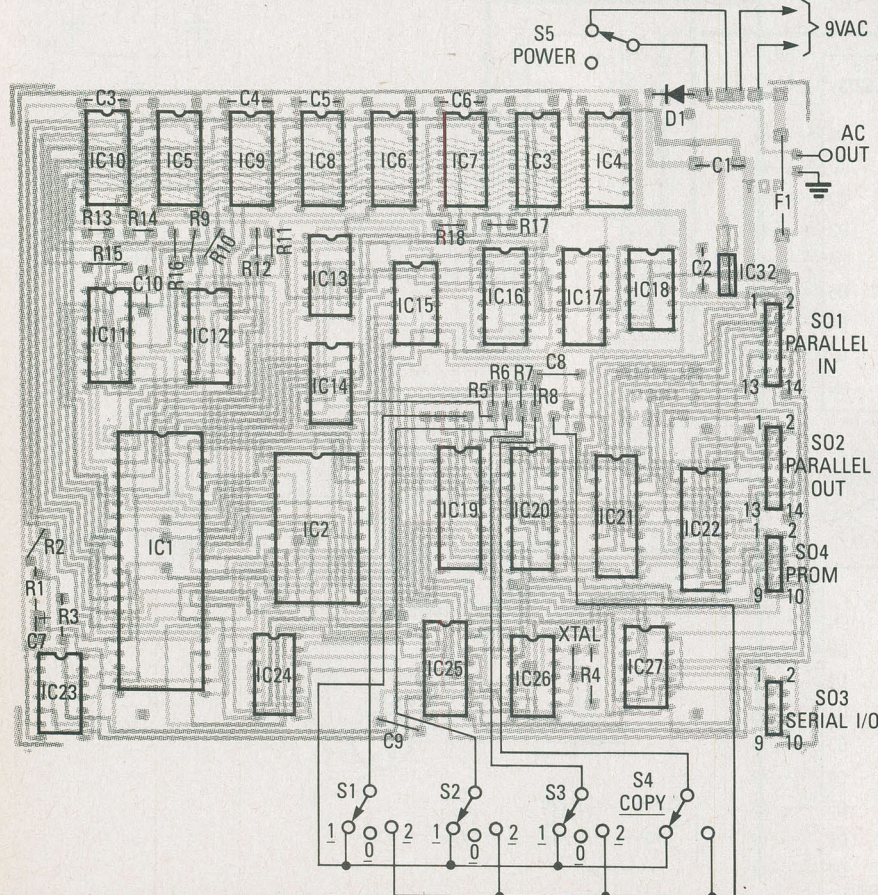 S5
POWER
9VAC
D1
AC
OUT
C1
F1
C3
C4
C5
C6
IC10
IC5
IC9
IC8
IC6
IC7
IC3
IC4
R13
R14
R9
R10
R11
R12
R16
R15
C10
R18
R17
IC11
IC12
IC13
IC14
IC15
IC16
IC17
IC18
C2
IC32
1
2
SO1
PARALLEL
IN
13
14
R6
R7
C8
R5
R8
1
2
SO2
PARALLEL
OUT
13
14
IC1
IC2
IC19
IC20
IC21
IC22
1
2
SO4
PROM
9
10
R2
R1
R3
C7
IC23
IC24
IC25
IC26
XTAL
R4
IC27
1
2
SO3
SERIAL I/O
9
10
C9
S1
S2
S3
S4
COPY
1
0
2
1
0
2
1
0
2